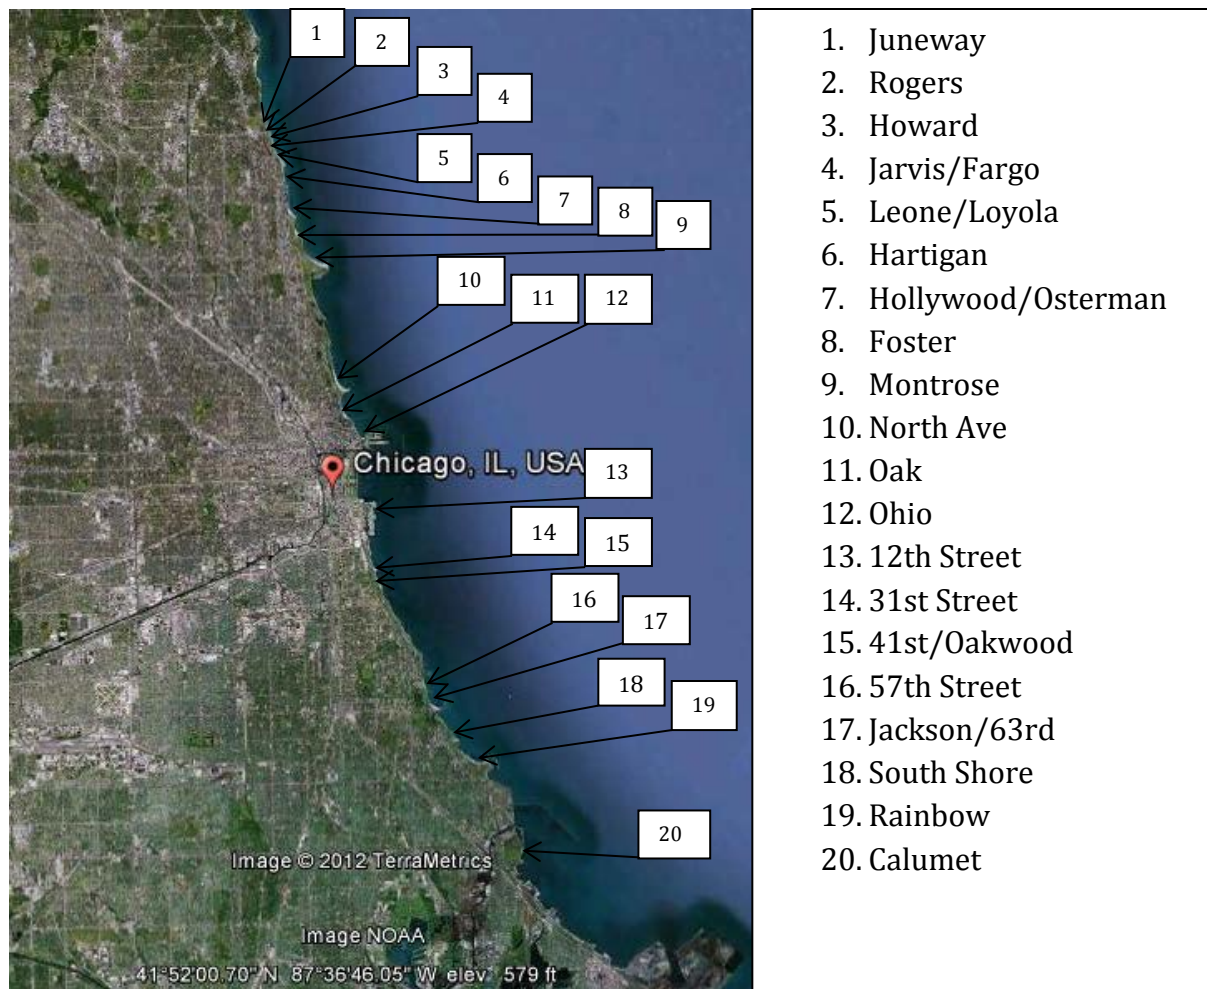 1
2
3
4
5
6
7
8
9
10
11
12
Chicago, IL, USA
13
14
15
16
17
18
19
20
Image © 2012 TerraMetrics
Image NOAA
41°52'00.70" N 87°36'46.05" W elev 579 ft
1. Juneway
2. Rogers
3. Howard
4. Jarvis/Fargo
5. Leone/Loyola
6. Hartigan
7. Hollywood/Osterman
8. Foster
9. Montrose
10. North Ave
11. Oak
12. Ohio
13. 12th Street
14. 31st Street
15. 41st/Oakwood
16. 57th Street
17. Jackson/63rd
18. South Shore
19. Rainbow
20. Calumet